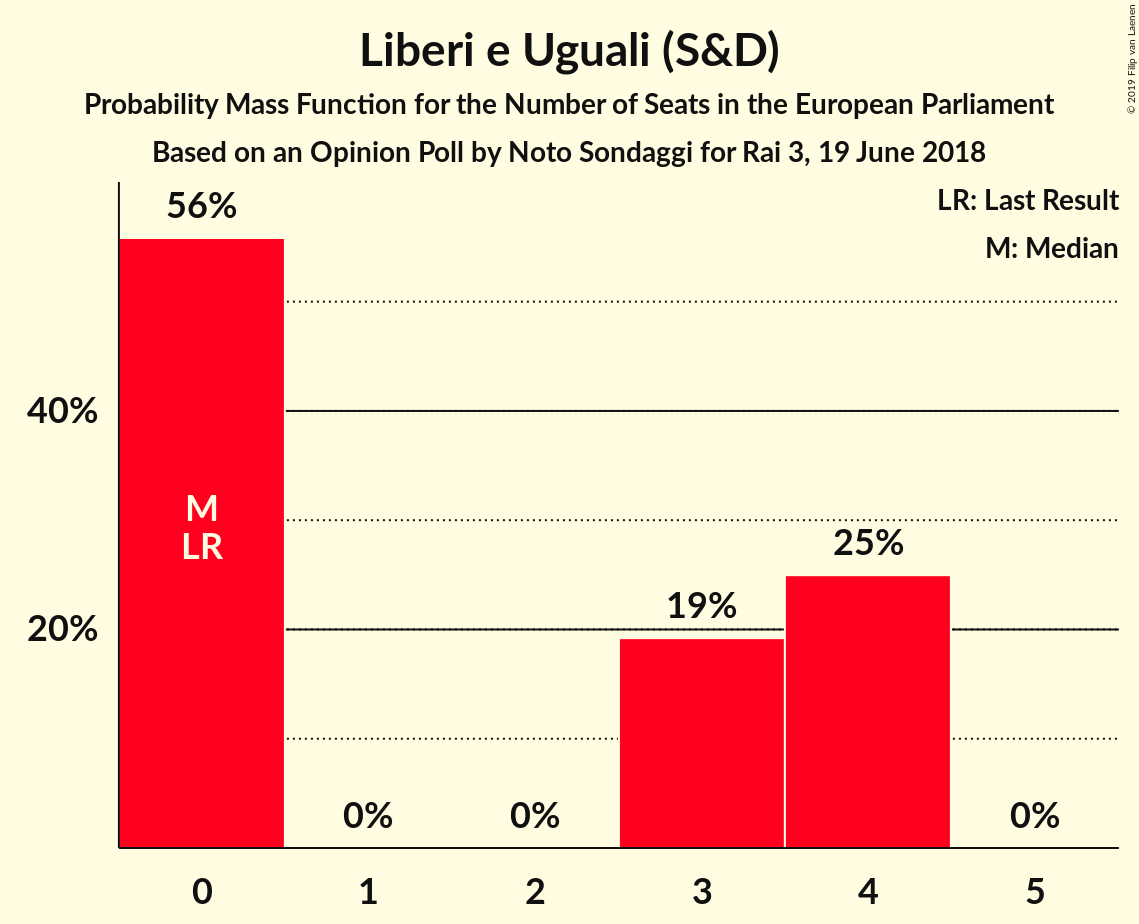 Liberi e Uguali (S&D)
Probability Mass Function for the Number of Seats in the European Parliament
Based on an Opinion Poll by Noto Sondaggi for Rai 3, 19 June 2018
© 2019 Filip van Laenen
LR: Last Result
M: Median
56%
40%
M
LR
25%
19%
20%
0%
0%
0%
0
1
2
3
4
5